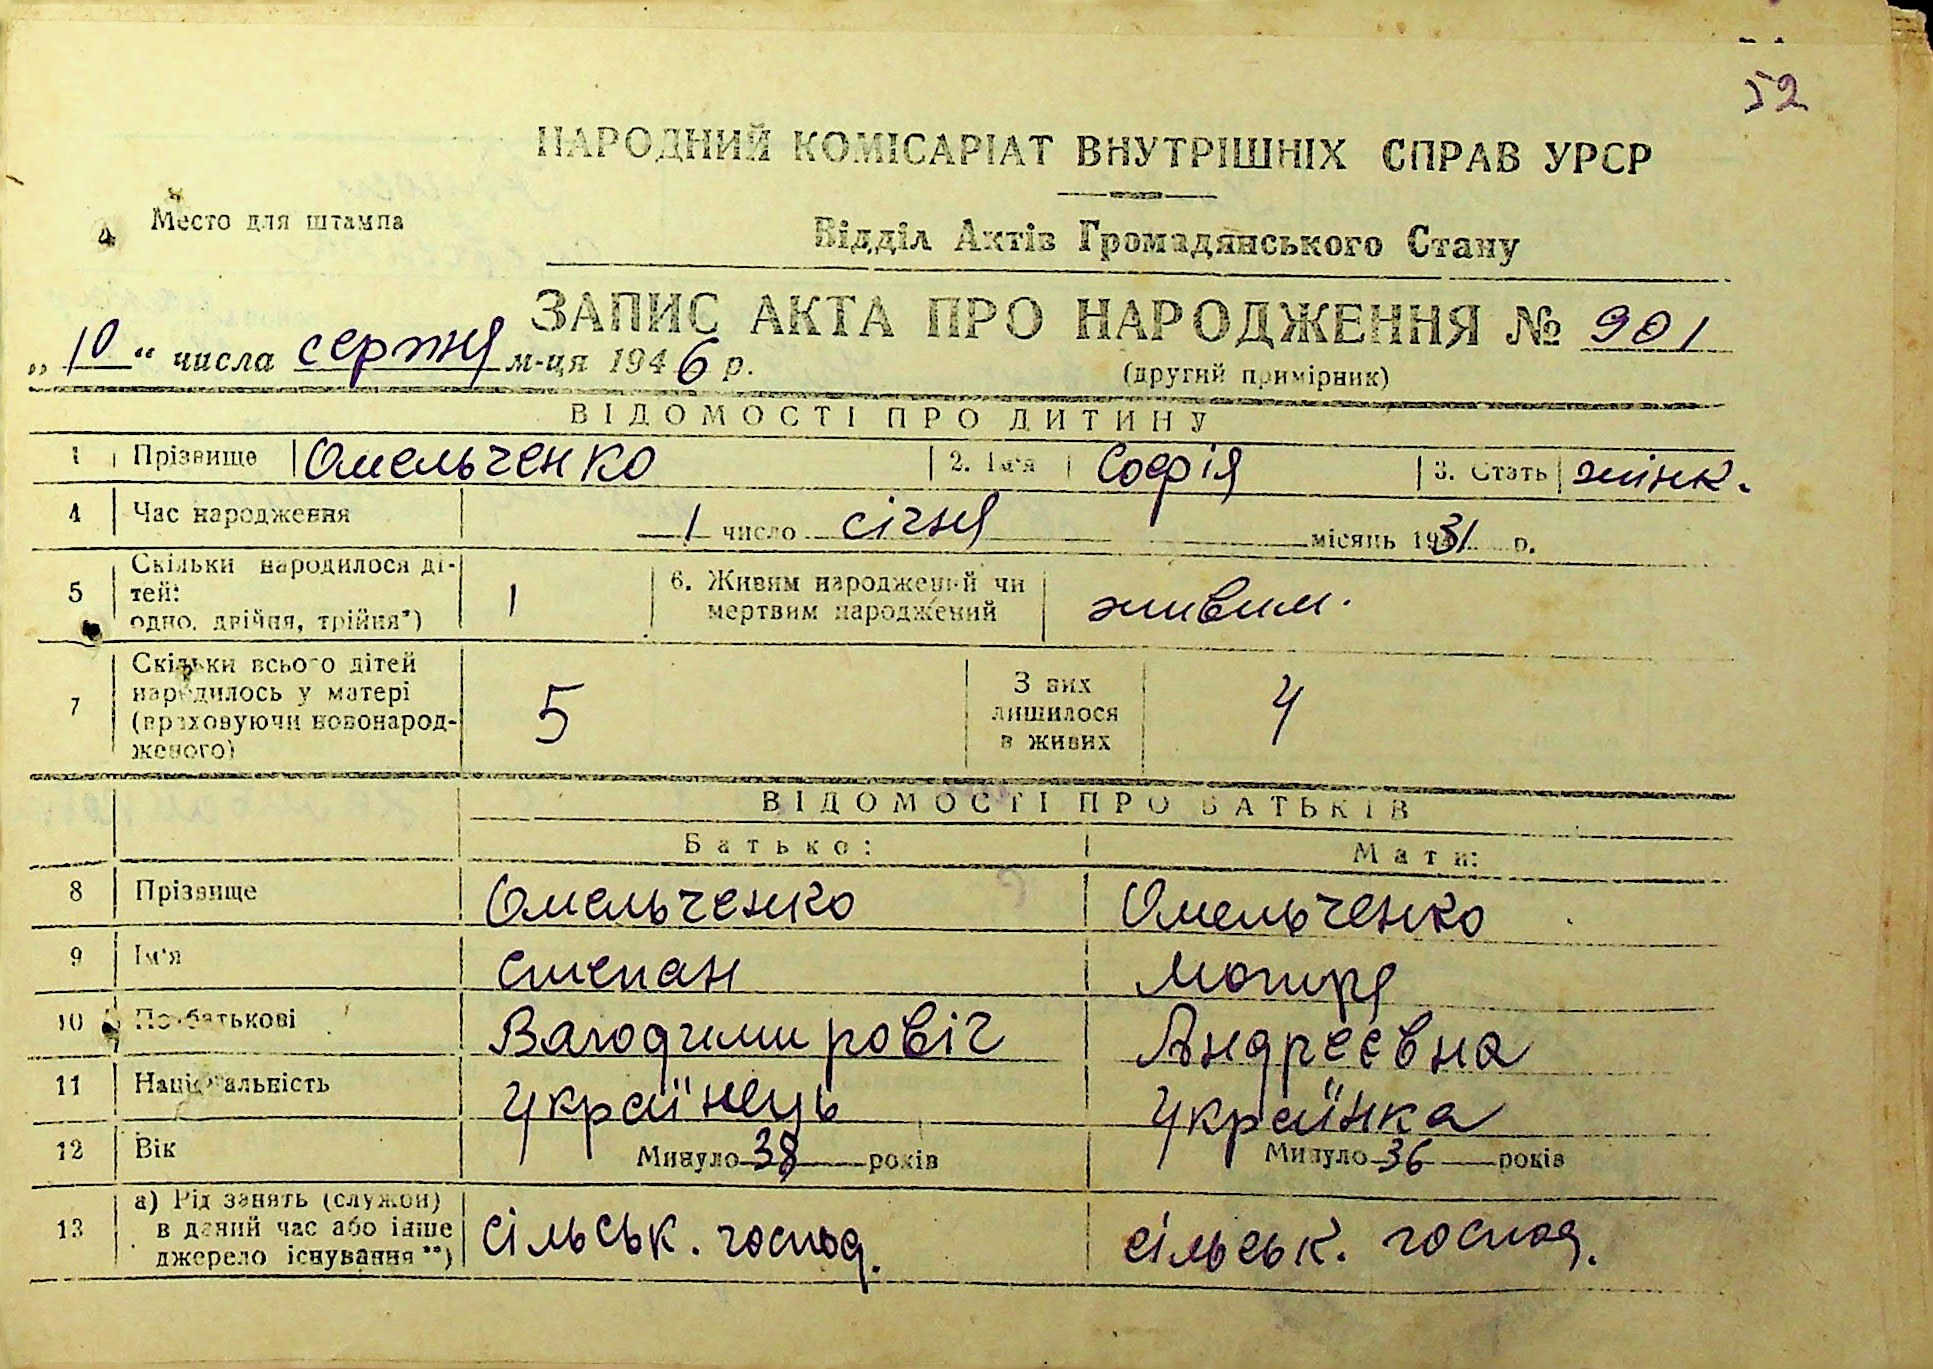 52
НАРОДНИЙ КОМІСАРІАТ ВНУТРІШНІХ СПРАВ УРСР
Место для штампа
Відділ Актів Громадянського Стану
ЗАПИС АКТА ПРО НАРОДЖЕННЯ № 901
„10“ числа серпня м-ця 1946 р.
(другий примірник)
ВІДОМОСТІ ПРО ДИТИНУ
1 Прізвище Омельченко 2. Ім'я Софія 3. Стать жінк.
4 Час народження 1 число січня місяць 1931 р.
5 Скільки народилося дітей: одно, двійня, трійня*) 1 6. Живим народжений чи мертвим народжений живим.
7 Скільки всього дітей народилось у матері (враховуючи новонародженого) 5 З них лишилося в живих 4
ВІДОМОСТІ ПРО БАТЬКІВ
Батько: Мати:
8 Прізвище Омельченко Омельченко
9 Ім'я Степан Мотря
10 По-батькові Володимировіч Андреєвна
11 Національність Українець Українка
12 Вік Минуло 38 років Минуло 36 років
13 а) Рід занять (служби) в даний час або інше джерело існування**) сільськ. господ. сільськ. господ.